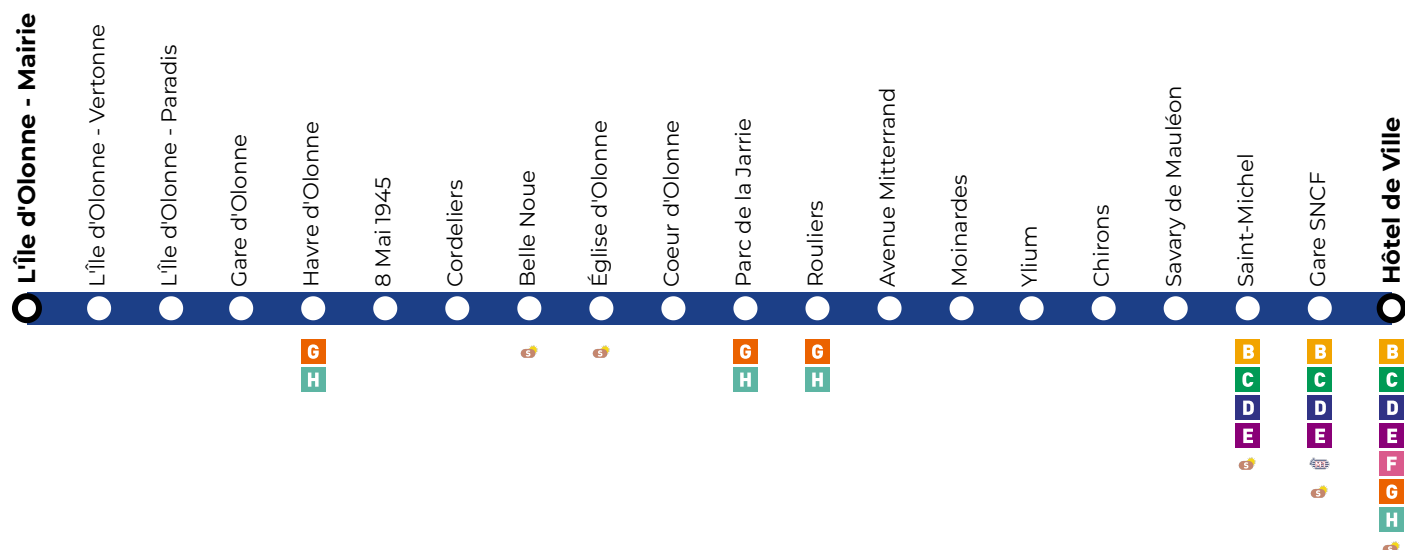 L'Île d'Olonne - Mairie
L'Île d'Olonne - Vertonne
L'Île d'Olonne - Paradis
Gare d'Olonne
Havre d'Olonne
8 Mai 1945
Cordeliers
Belle Noue
Église d'Olonne
Coeur d'Olonne
Parc de la Jarrie
Rouliers
Avenue Mitterrand
Moinardes
Ylium
Chirons
Savary de Mauléon
Saint-Michel
Gare SNCF
Hôtel de Ville
G
H
S
S
G
H
G
H
B
C
D
E
S
B
C
D
E
S
B
C
D
E
F
G
H
S